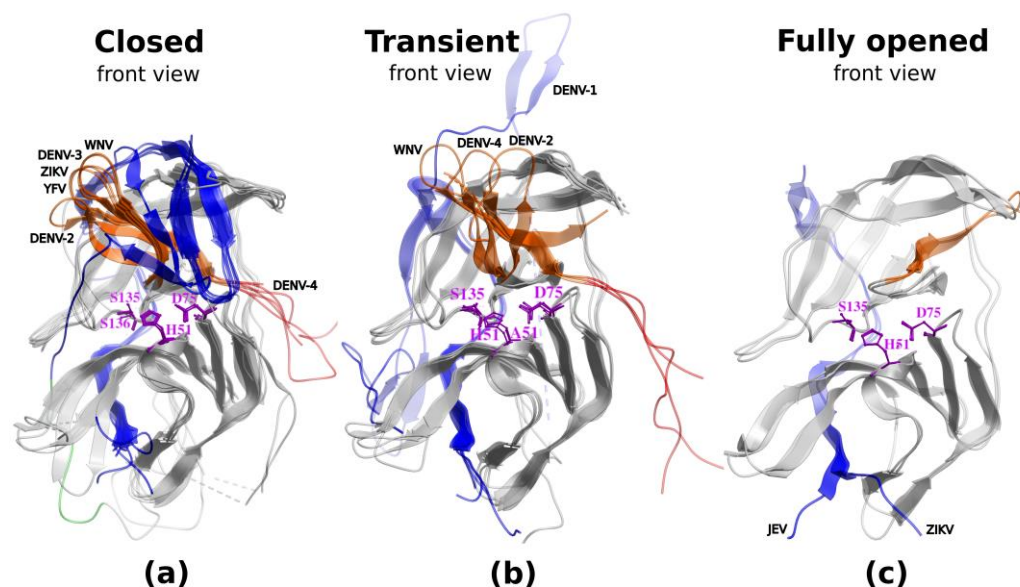 Closed
front view
WNV
DENV-3
ZIKV
YFV
DENV-2
DENV-4
S135
D75
S136
H51
(a)
Transient
front view
DENV-1
WNV
DENV-4
DENV-2
S135
D75
H51
A51
(b)
Fully opened
front view
S135
D75
H51
JEV
ZIKV
(c)